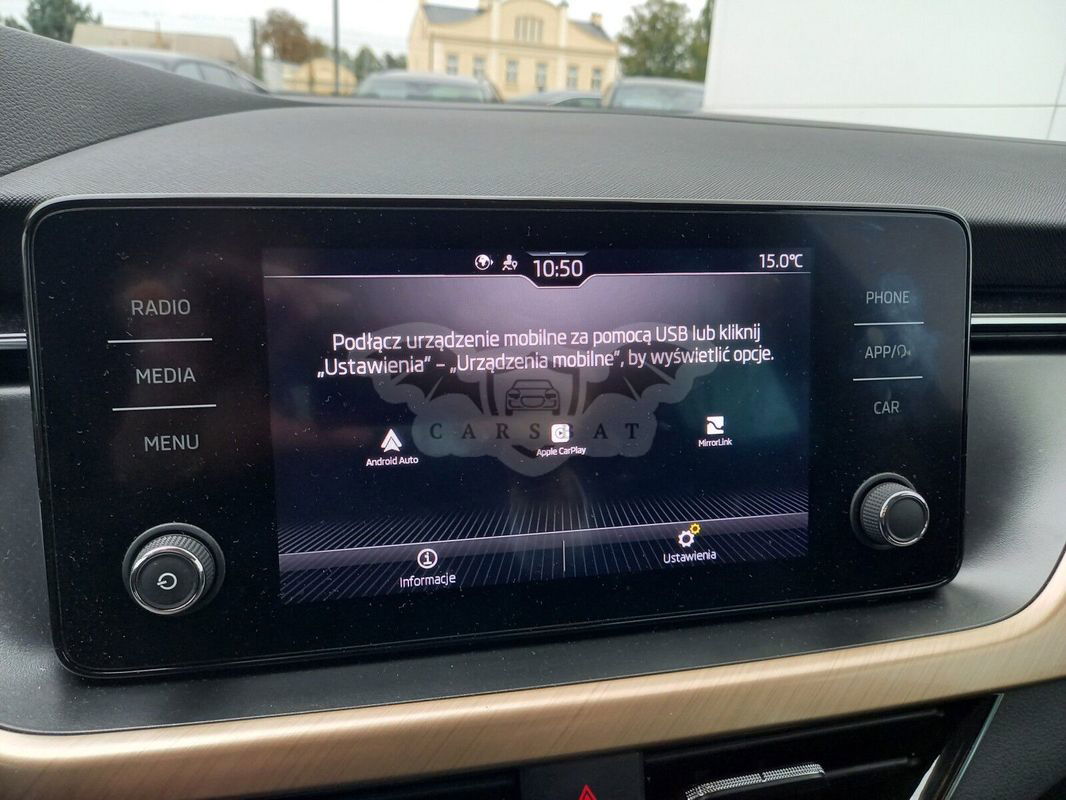 10:50
15.0°C
RADIO
MEDIA
MENU
Podłącz urządzenie mobilne za pomocą USB lub kliknij
„Ustawienia” – „Urządzenia mobilne”, by wyświetlić opcje.
CARSEAT
Android Auto
Apple CarPlay
MirrorLink
Informacje
Ustawienia
PHONE
APP/
CAR